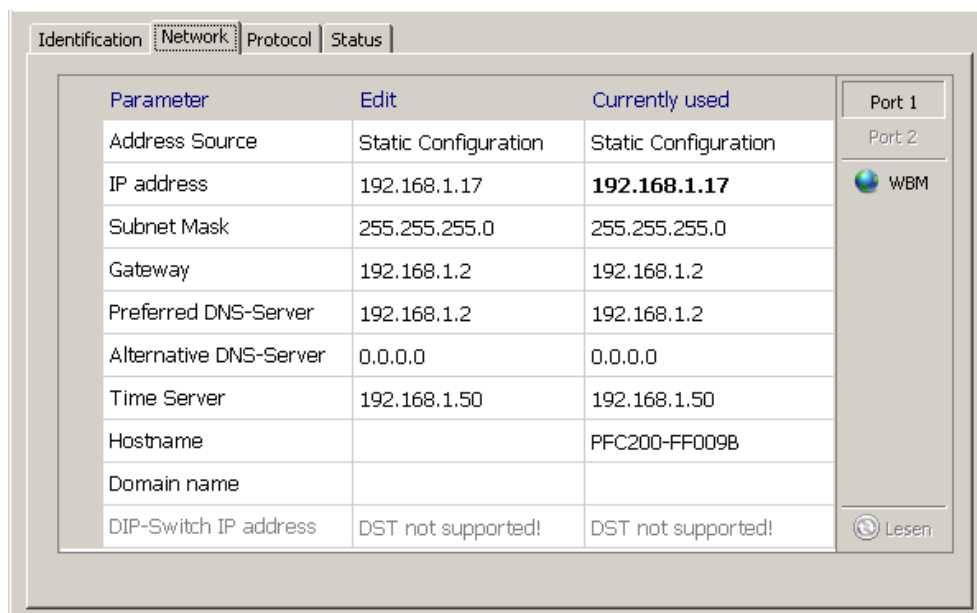 Identification Network Protocol Status
Parameter Edit Currently used Port 1
Address Source Static Configuration Static Configuration Port 2
IP address 192.168.1.17 192.168.1.17 WBM
Subnet Mask 255.255.255.0 255.255.255.0
Gateway 192.168.1.2 192.168.1.2
Preferred DNS-Server 192.168.1.2 192.168.1.2
Alternative DNS-Server 0.0.0.0 0.0.0.0
Time Server 192.168.1.50 192.168.1.50
Hostname PFC200-FF009B
Domain name
DIP-Switch IP address DST not supported! DST not supported! Lesen